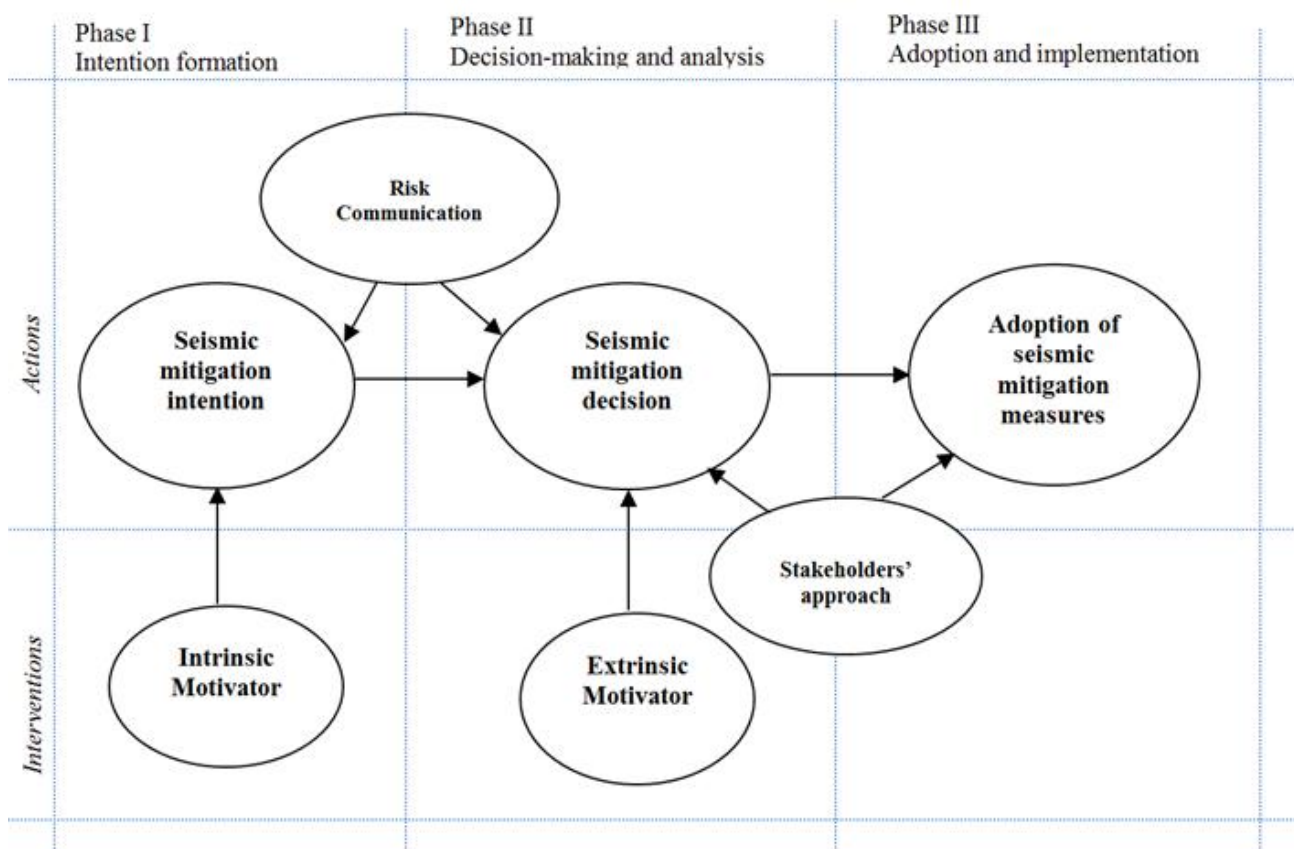 Phase I
Intention formation
Phase II
Decision-making and analysis
Phase III
Adoption and implementation
Risk
Communication
Actions
Seismic
mitigation
intention
Seismic
mitigation
decision
Adoption of
seismic
mitigation
measures
Stakeholders’
approach
Interventions
Intrinsic
Motivator
Extrinsic
Motivator